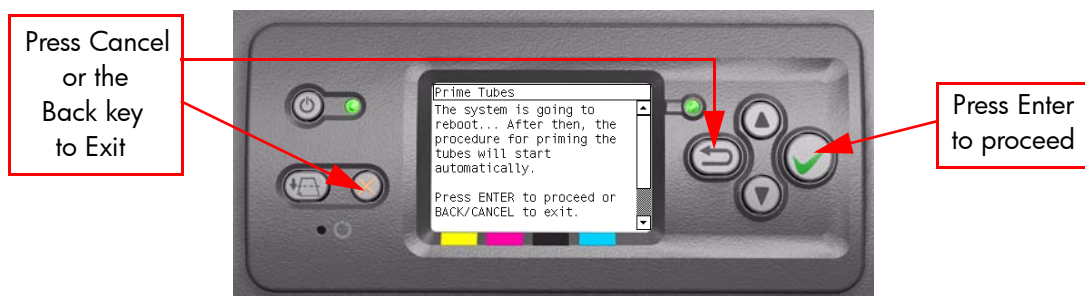 Press Cancel
or the
Back key
to Exit
Prime Tubes
The system is going to
reboot... After then, the
procedure for priming the
tubes will start
automatically.
Press ENTER to proceed or
BACK/CANCEL to exit.
Press Enter
to proceed